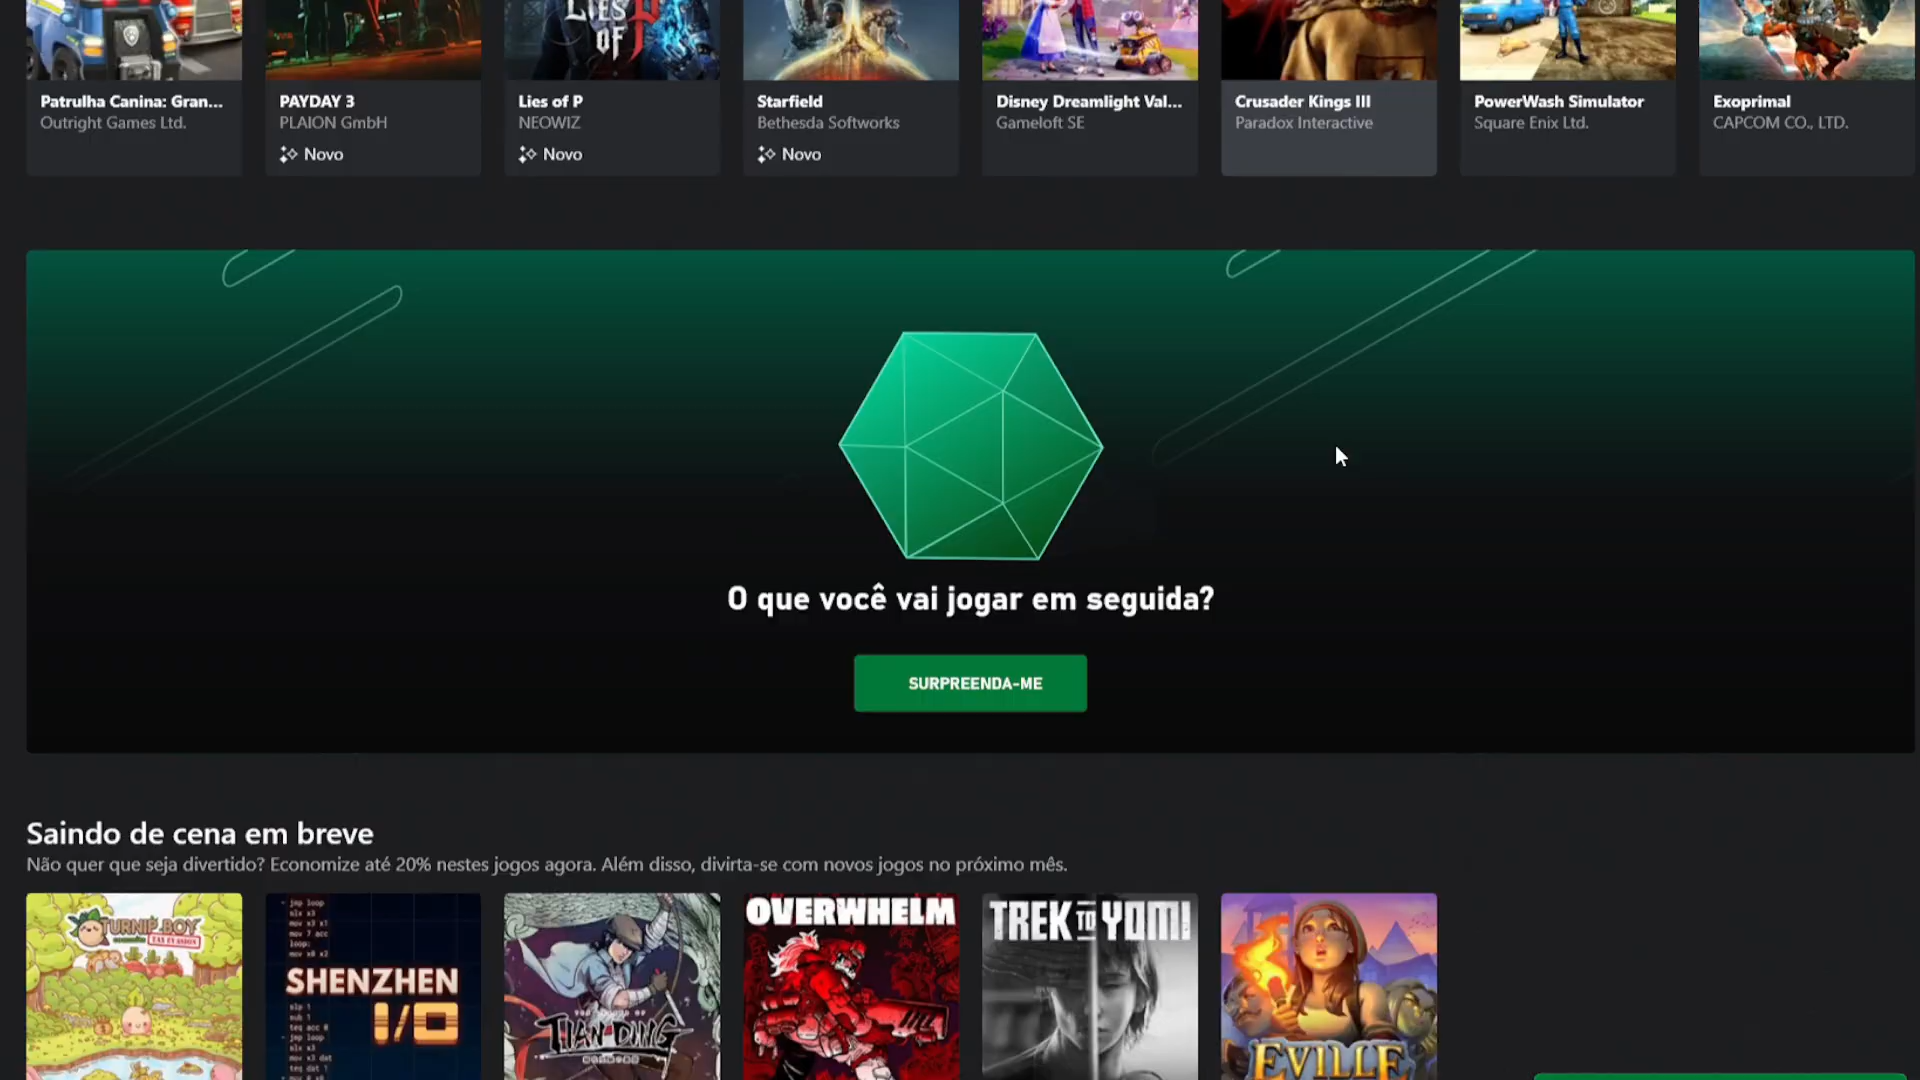 LIES OF P
Patrulha Canina: Gran...
Outright Games Ltd.
PAYDAY 3
PLAION GmbH
Novo
Lies of P
NEOWIZ
Novo
Starfield
Bethesda Softworks
Novo
Disney Dreamlight Val...
Gameloft SE
Crusader Kings III
Paradox Interactive
PowerWash Simulator
Square Enix Ltd.
Exoprimal
CAPCOM CO., LTD.
O que você vai jogar em seguida?
SURPREENDA-ME
Saindo de cena em breve
Não quer que seja divertido? Economize até 20% nestes jogos agora. Além disso, divirta-se com novos jogos no próximo mês.
TURNIP BOY
TAX EVASION
SHENZHEN
I/O
TIAN DING
OVERWHELM
TREK TO YOMI
EVILLE